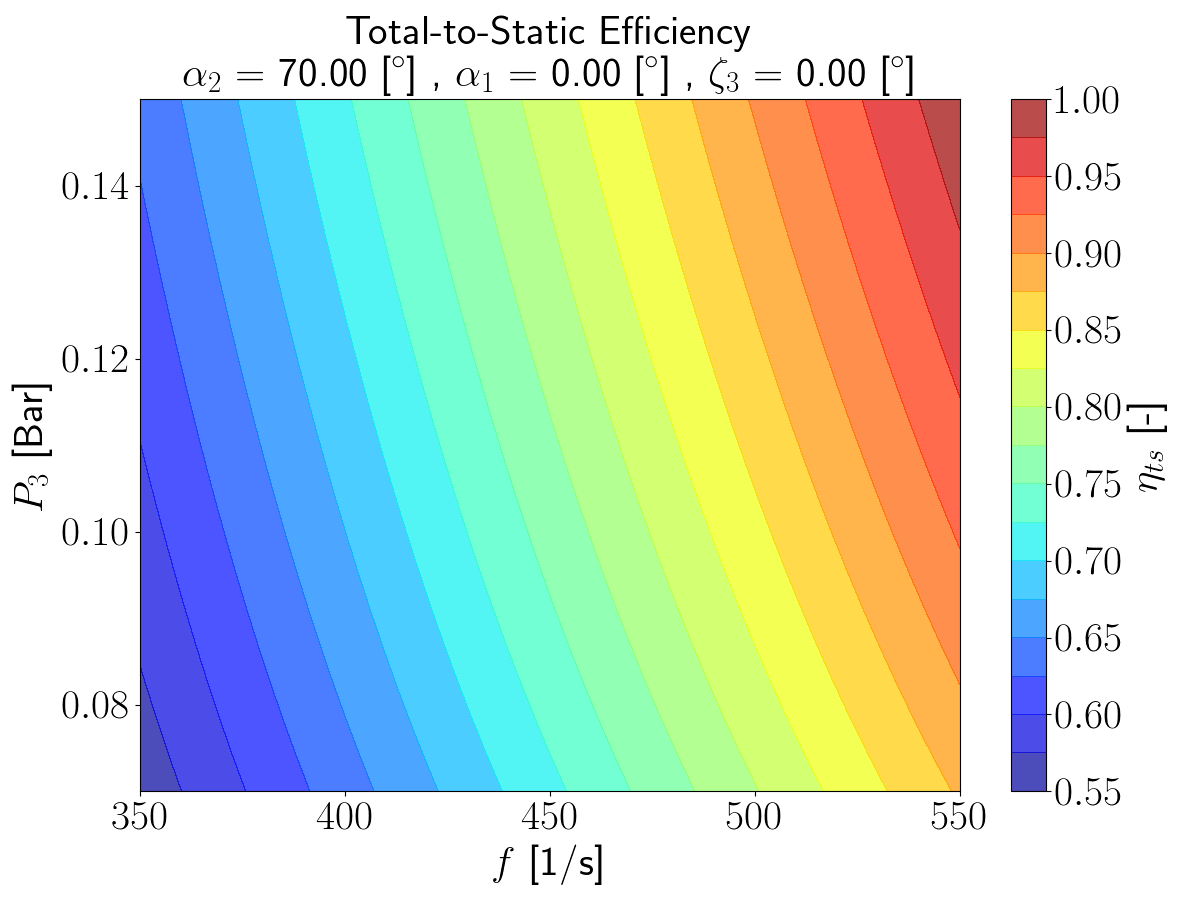 Total-to-Static Efficiency
α₂ = 70.00 [°] , α₁ = 0.00 [°] , ζ₃ = 0.00 [°]
P₃ [Bar]
0.14
0.12
0.10
0.08
350 400 450 500 550
f [1/s]
1.00
0.95
0.90
0.85
0.80
0.75
0.70
0.65
0.60
0.55
ηₜₛ [-]